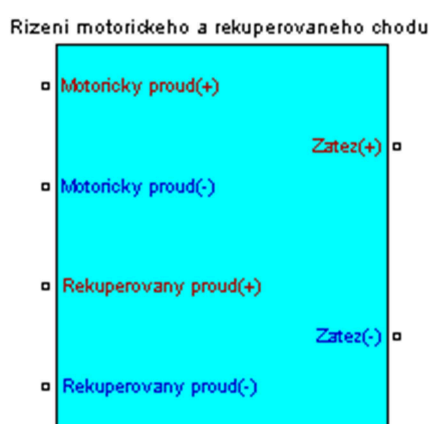 Rizeni motorickeho a rekuperovaneho chodu
Motoricky proud(+)
Zatez(+)
Motoricky proud(-)
Rekuperovany proud(+)
Zatez(-)
Rekuperovany proud(-)